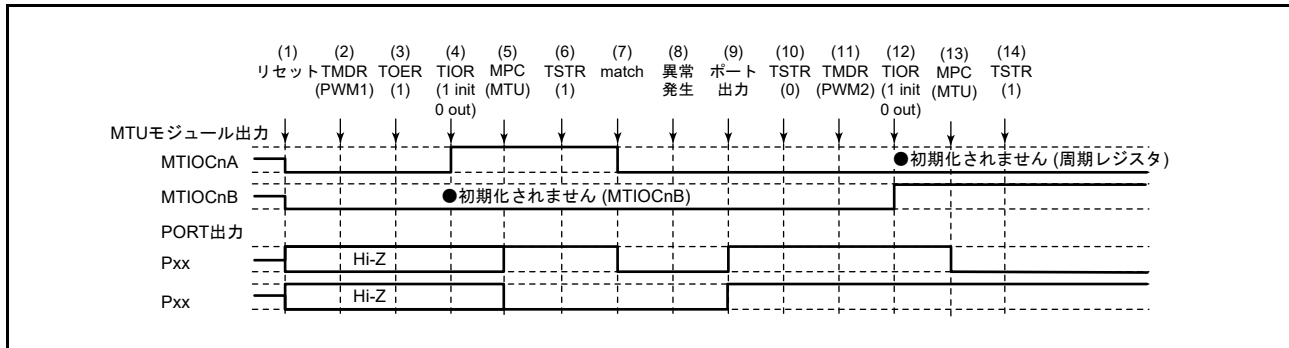 (1) (2) (3) (4) (5) (6) (7) (8) (9) (10) (11) (12) (13) (14)
リセット TMDR TOER TIOR MPC TSTR match 異常 ポート TSTR TMDR TIOR MPC TSTR
(PWM1) (1) (1 init (MTU) (1) 発生 出力 (0) (PWM2) (1 init (MTU) (1)
0 out) 0 out)
MTUモジュール出力
MTIOCnA ●初期化されません (周期レジスタ)
MTIOCnB ●初期化されません (MTIOCnB)
PORT出力
Pxx Hi-Z
Pxx Hi-Z